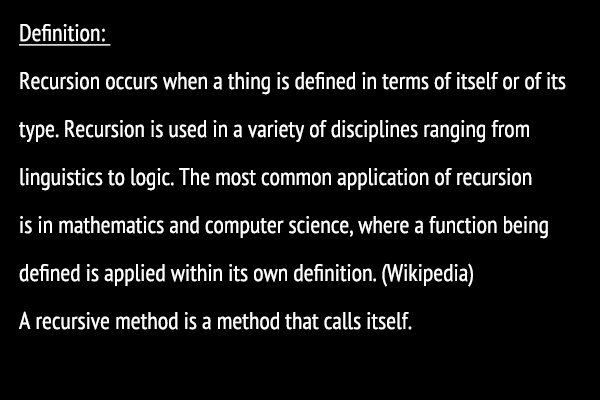 Definition:
Recursion occurs when a thing is defined in terms of itself or of its
type. Recursion is used in a variety of disciplines ranging from
linguistics to logic. The most common application of recursion
is in mathematics and computer science, where a function being
defined is applied within its own definition. (Wikipedia)
A recursive method is a method that calls itself.